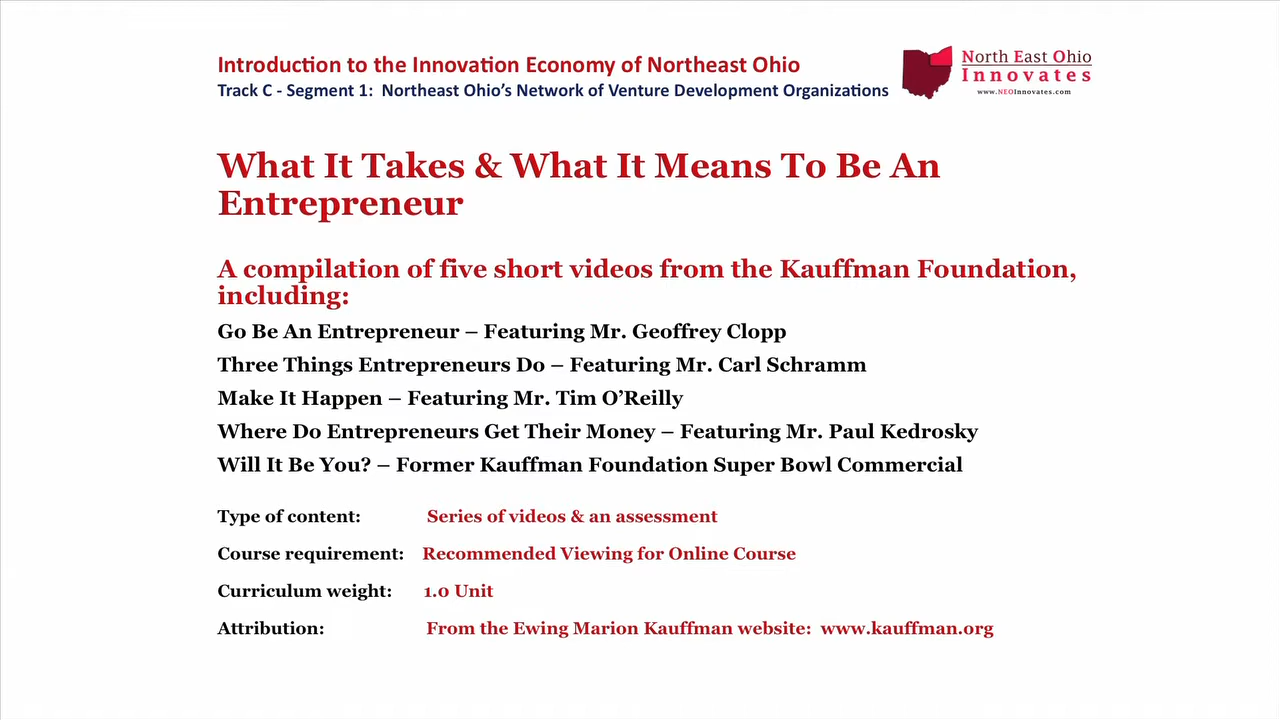 Introduction to the Innovation Economy of Northeast Ohio
Track C - Segment 1:  Northeast Ohio’s Network of Venture Development Organizations
North East Ohio
Innovates
www.NEOInnovates.com
What It Takes & What It Means To Be An
Entrepreneur
A compilation of five short videos from the Kauffman Foundation,
including:
Go Be An Entrepreneur – Featuring Mr. Geoffrey Clopp
Three Things Entrepreneurs Do – Featuring Mr. Carl Schramm
Make It Happen – Featuring Mr. Tim O’Reilly
Where Do Entrepreneurs Get Their Money – Featuring Mr. Paul Kedrosky
Will It Be You? – Former Kauffman Foundation Super Bowl Commercial
Type of content: Series of videos & an assessment
Course requirement: Recommended Viewing for Online Course
Curriculum weight: 1.0 Unit
Attribution: From the Ewing Marion Kauffman website:  www.kauffman.org